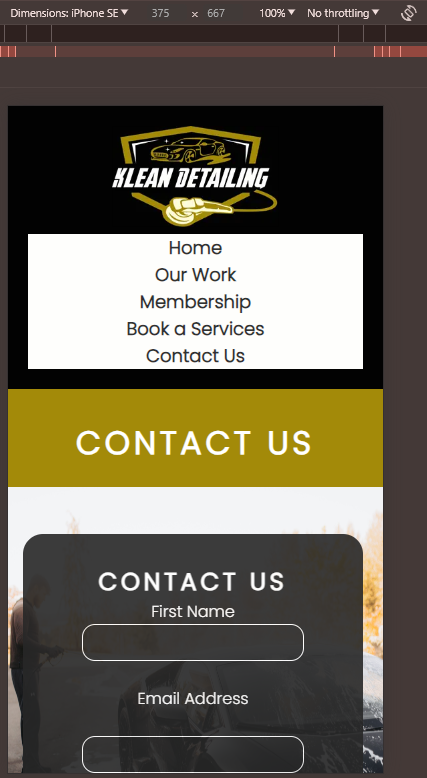 Dimensions: iPhone SE ▼ 375 × 667 100% ▼ No throttling ▼
KLEAN DETAILING
Home
Our Work
Membership
Book a Services
Contact Us
CONTACT US
CONTACT US
First Name
Email Address